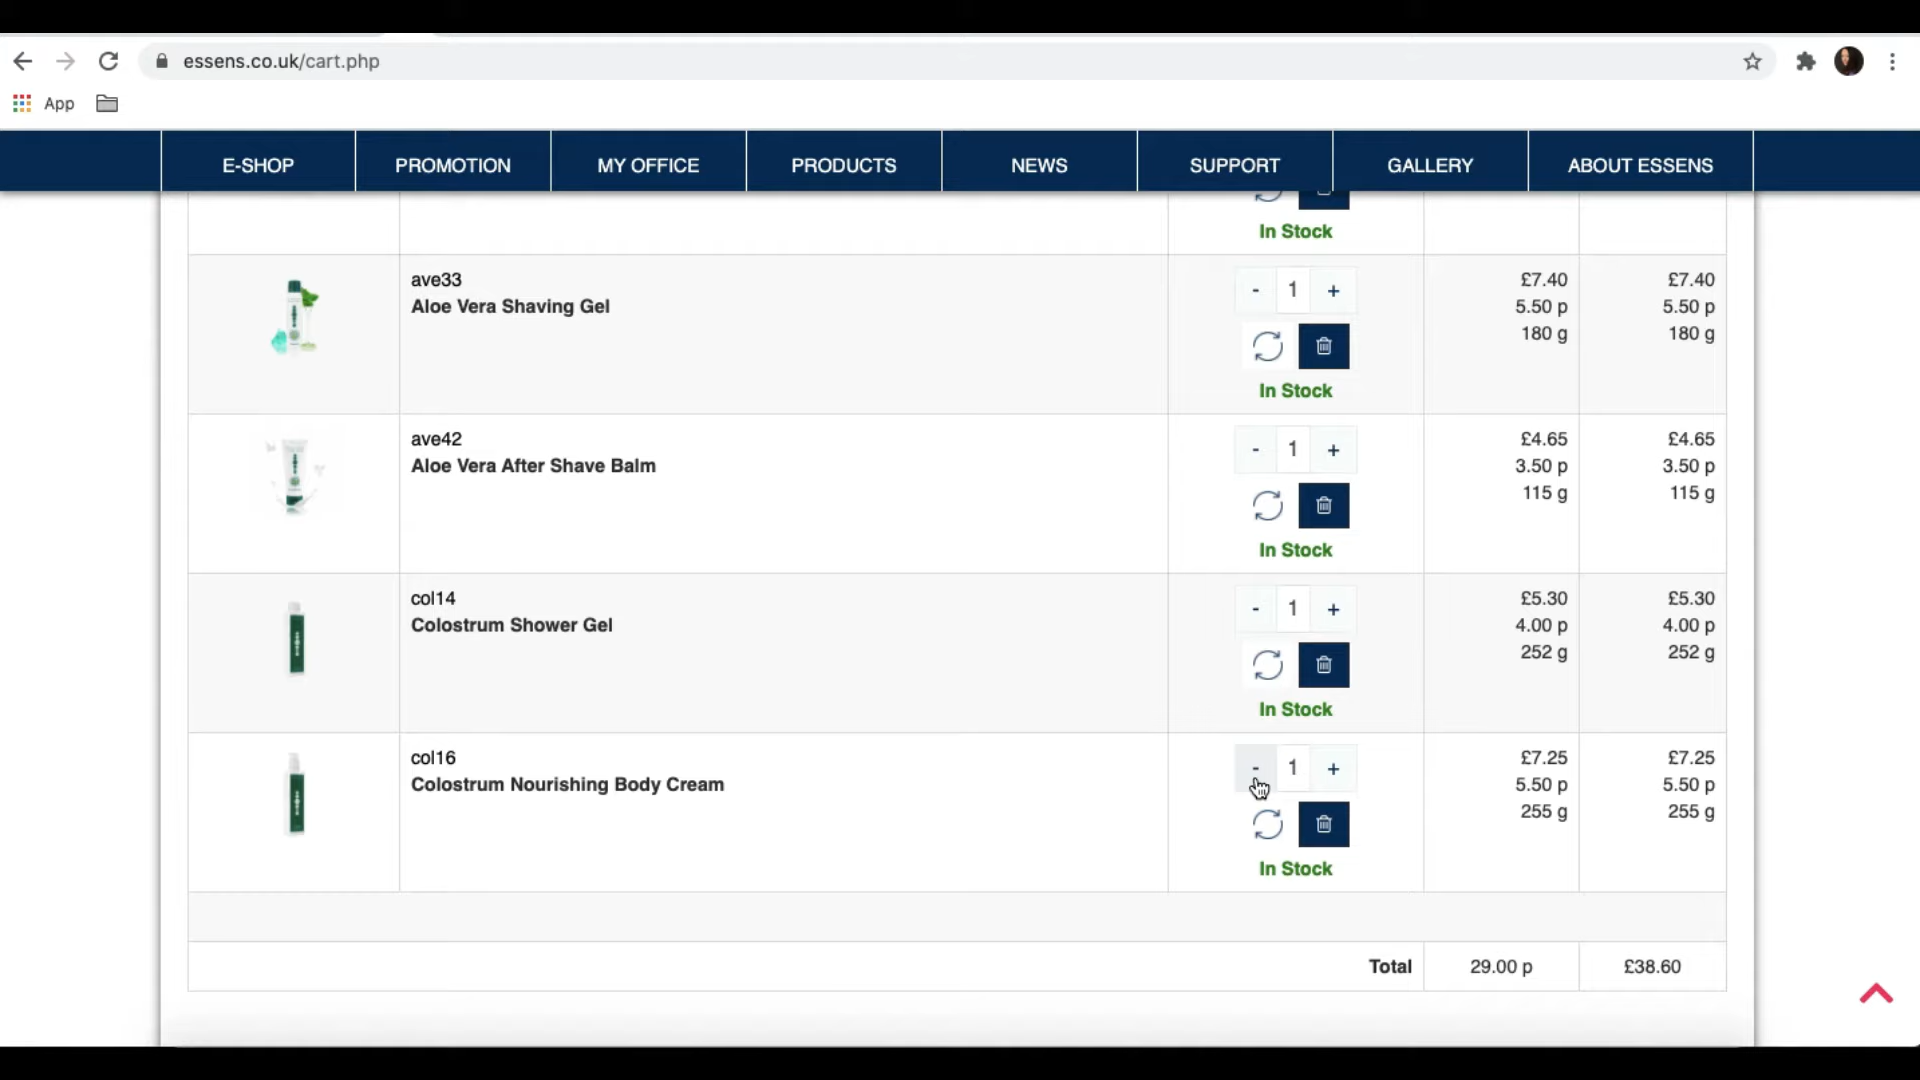 essens.co.uk/cart.php
App
E-SHOP
PROMOTION
MY OFFICE
PRODUCTS
NEWS
SUPPORT
GALLERY
ABOUT ESSENS
In Stock
ave33
Aloe Vera Shaving Gel
- 1 +
In Stock
£7.40
5.50 p
180 g
£7.40
5.50 p
180 g
ave42
Aloe Vera After Shave Balm
- 1 +
In Stock
£4.65
3.50 p
115 g
£4.65
3.50 p
115 g
col14
Colostrum Shower Gel
- 1 +
In Stock
£5.30
4.00 p
252 g
£5.30
4.00 p
252 g
col16
Colostrum Nourishing Body Cream
- 1 +
In Stock
£7.25
5.50 p
255 g
£7.25
5.50 p
255 g
Total
29.00 p
£38.60